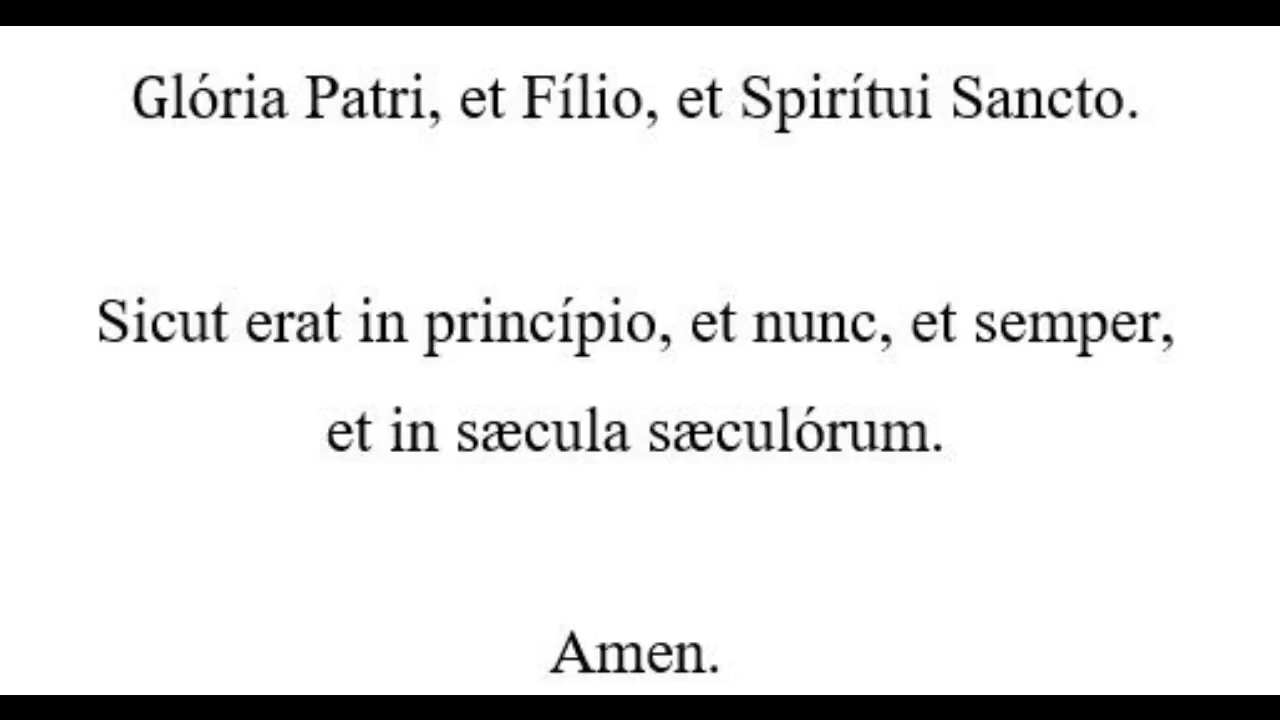 Glória Patri, et Fílio, et Spirítui Sancto.
Sicut erat in princípio, et nunc, et semper,
et in sæcula sæculórum.
Amen.